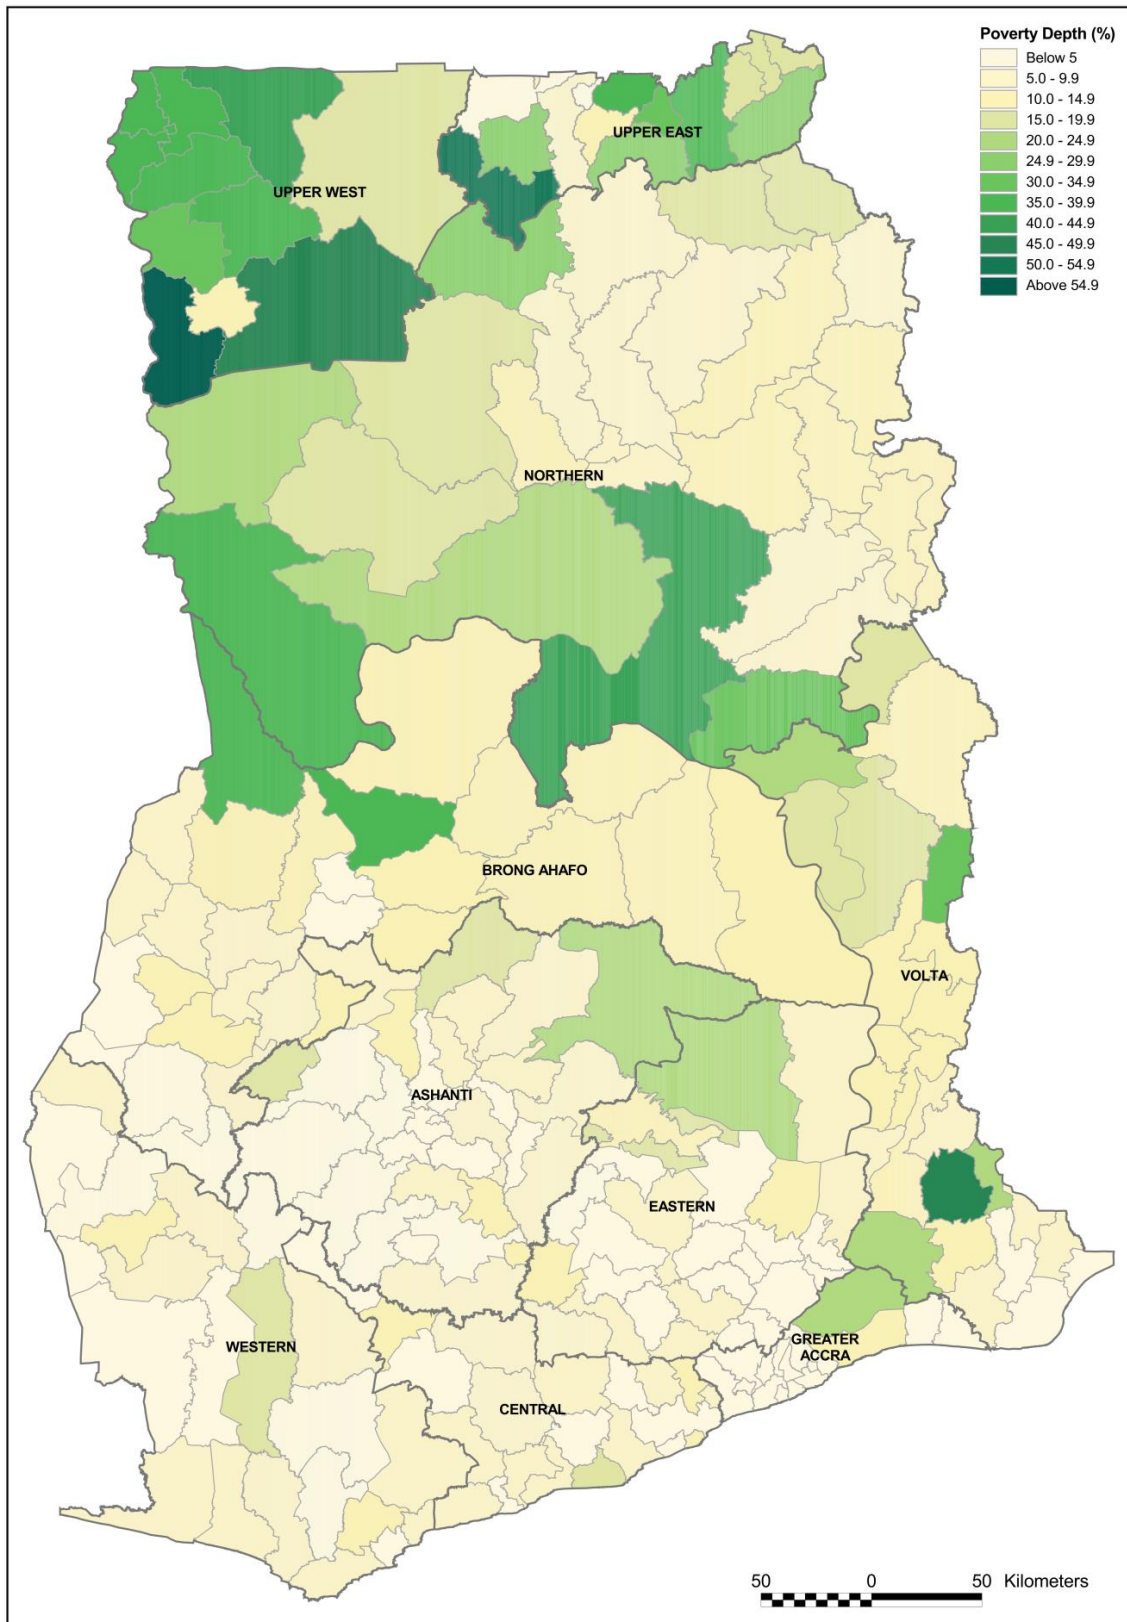 Poverty Depth (%)
Below 5
5.0 - 9.9
10.0 - 14.9
15.0 - 19.9
20.0 - 24.9
24.9 - 29.9
30.0 - 34.9
35.0 - 39.9
40.0 - 44.9
45.0 - 49.9
50.0 - 54.9
Above 54.9
UPPER EAST
UPPER WEST
NORTHERN
BRONG AHAFO
VOLTA
ASHANTI
EASTERN
WESTERN
GREATER
ACCRA
CENTRAL
50 0 50 Kilometers